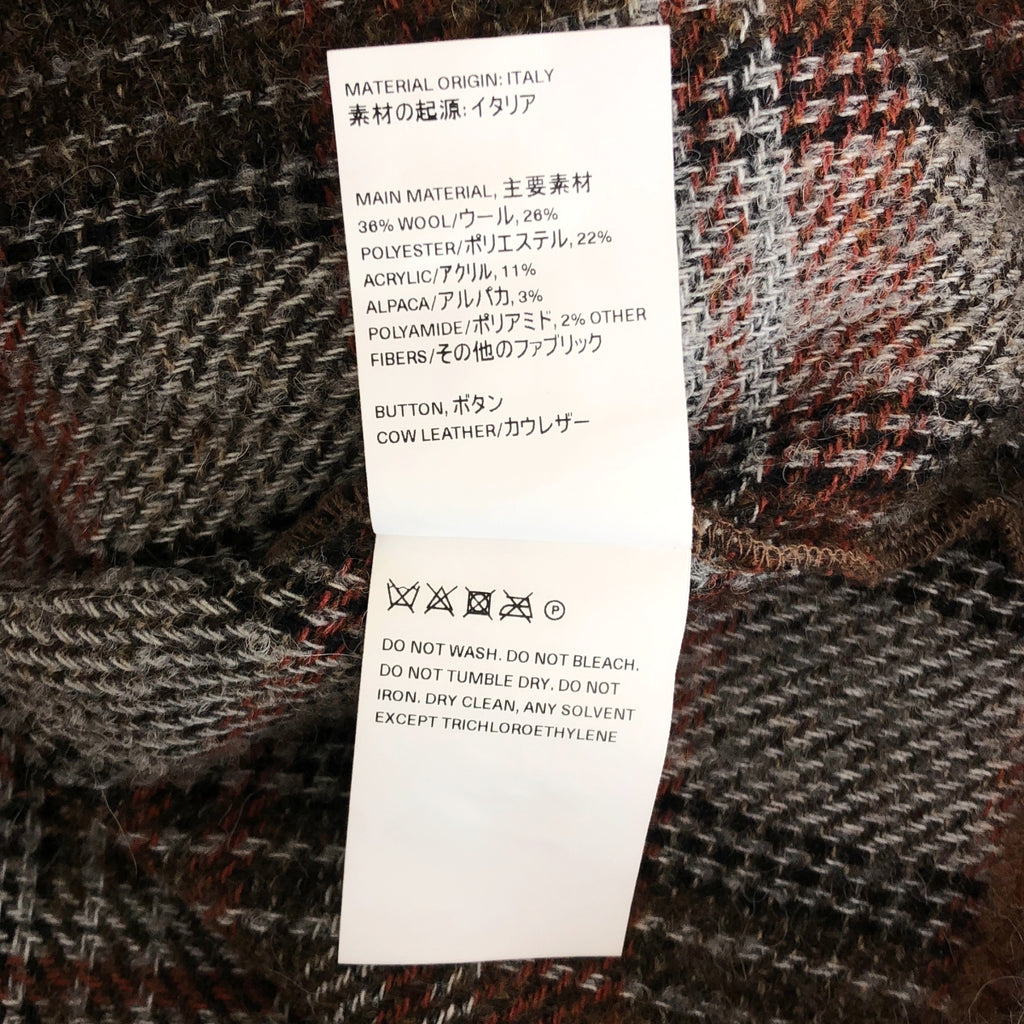 MATERIAL ORIGIN: ITALY
素材の起源: イタリア
MAIN MATERIAL, 主要素材
36% WOOL/ウール, 26%
POLYESTER/ポリエステル, 22%
ACRYLIC/アクリル, 11%
ALPACA/アルパカ, 3%
POLYAMIDE/ポリアミド, 2% OTHER
FIBERS/その他のファブリック
BUTTON, ボタン
COW LEATHER/カウレザー
P
DO NOT WASH. DO NOT BLEACH.
DO NOT TUMBLE DRY. DO NOT
IRON. DRY CLEAN, ANY SOLVENT
EXCEPT TRICHLOROETHYLENE